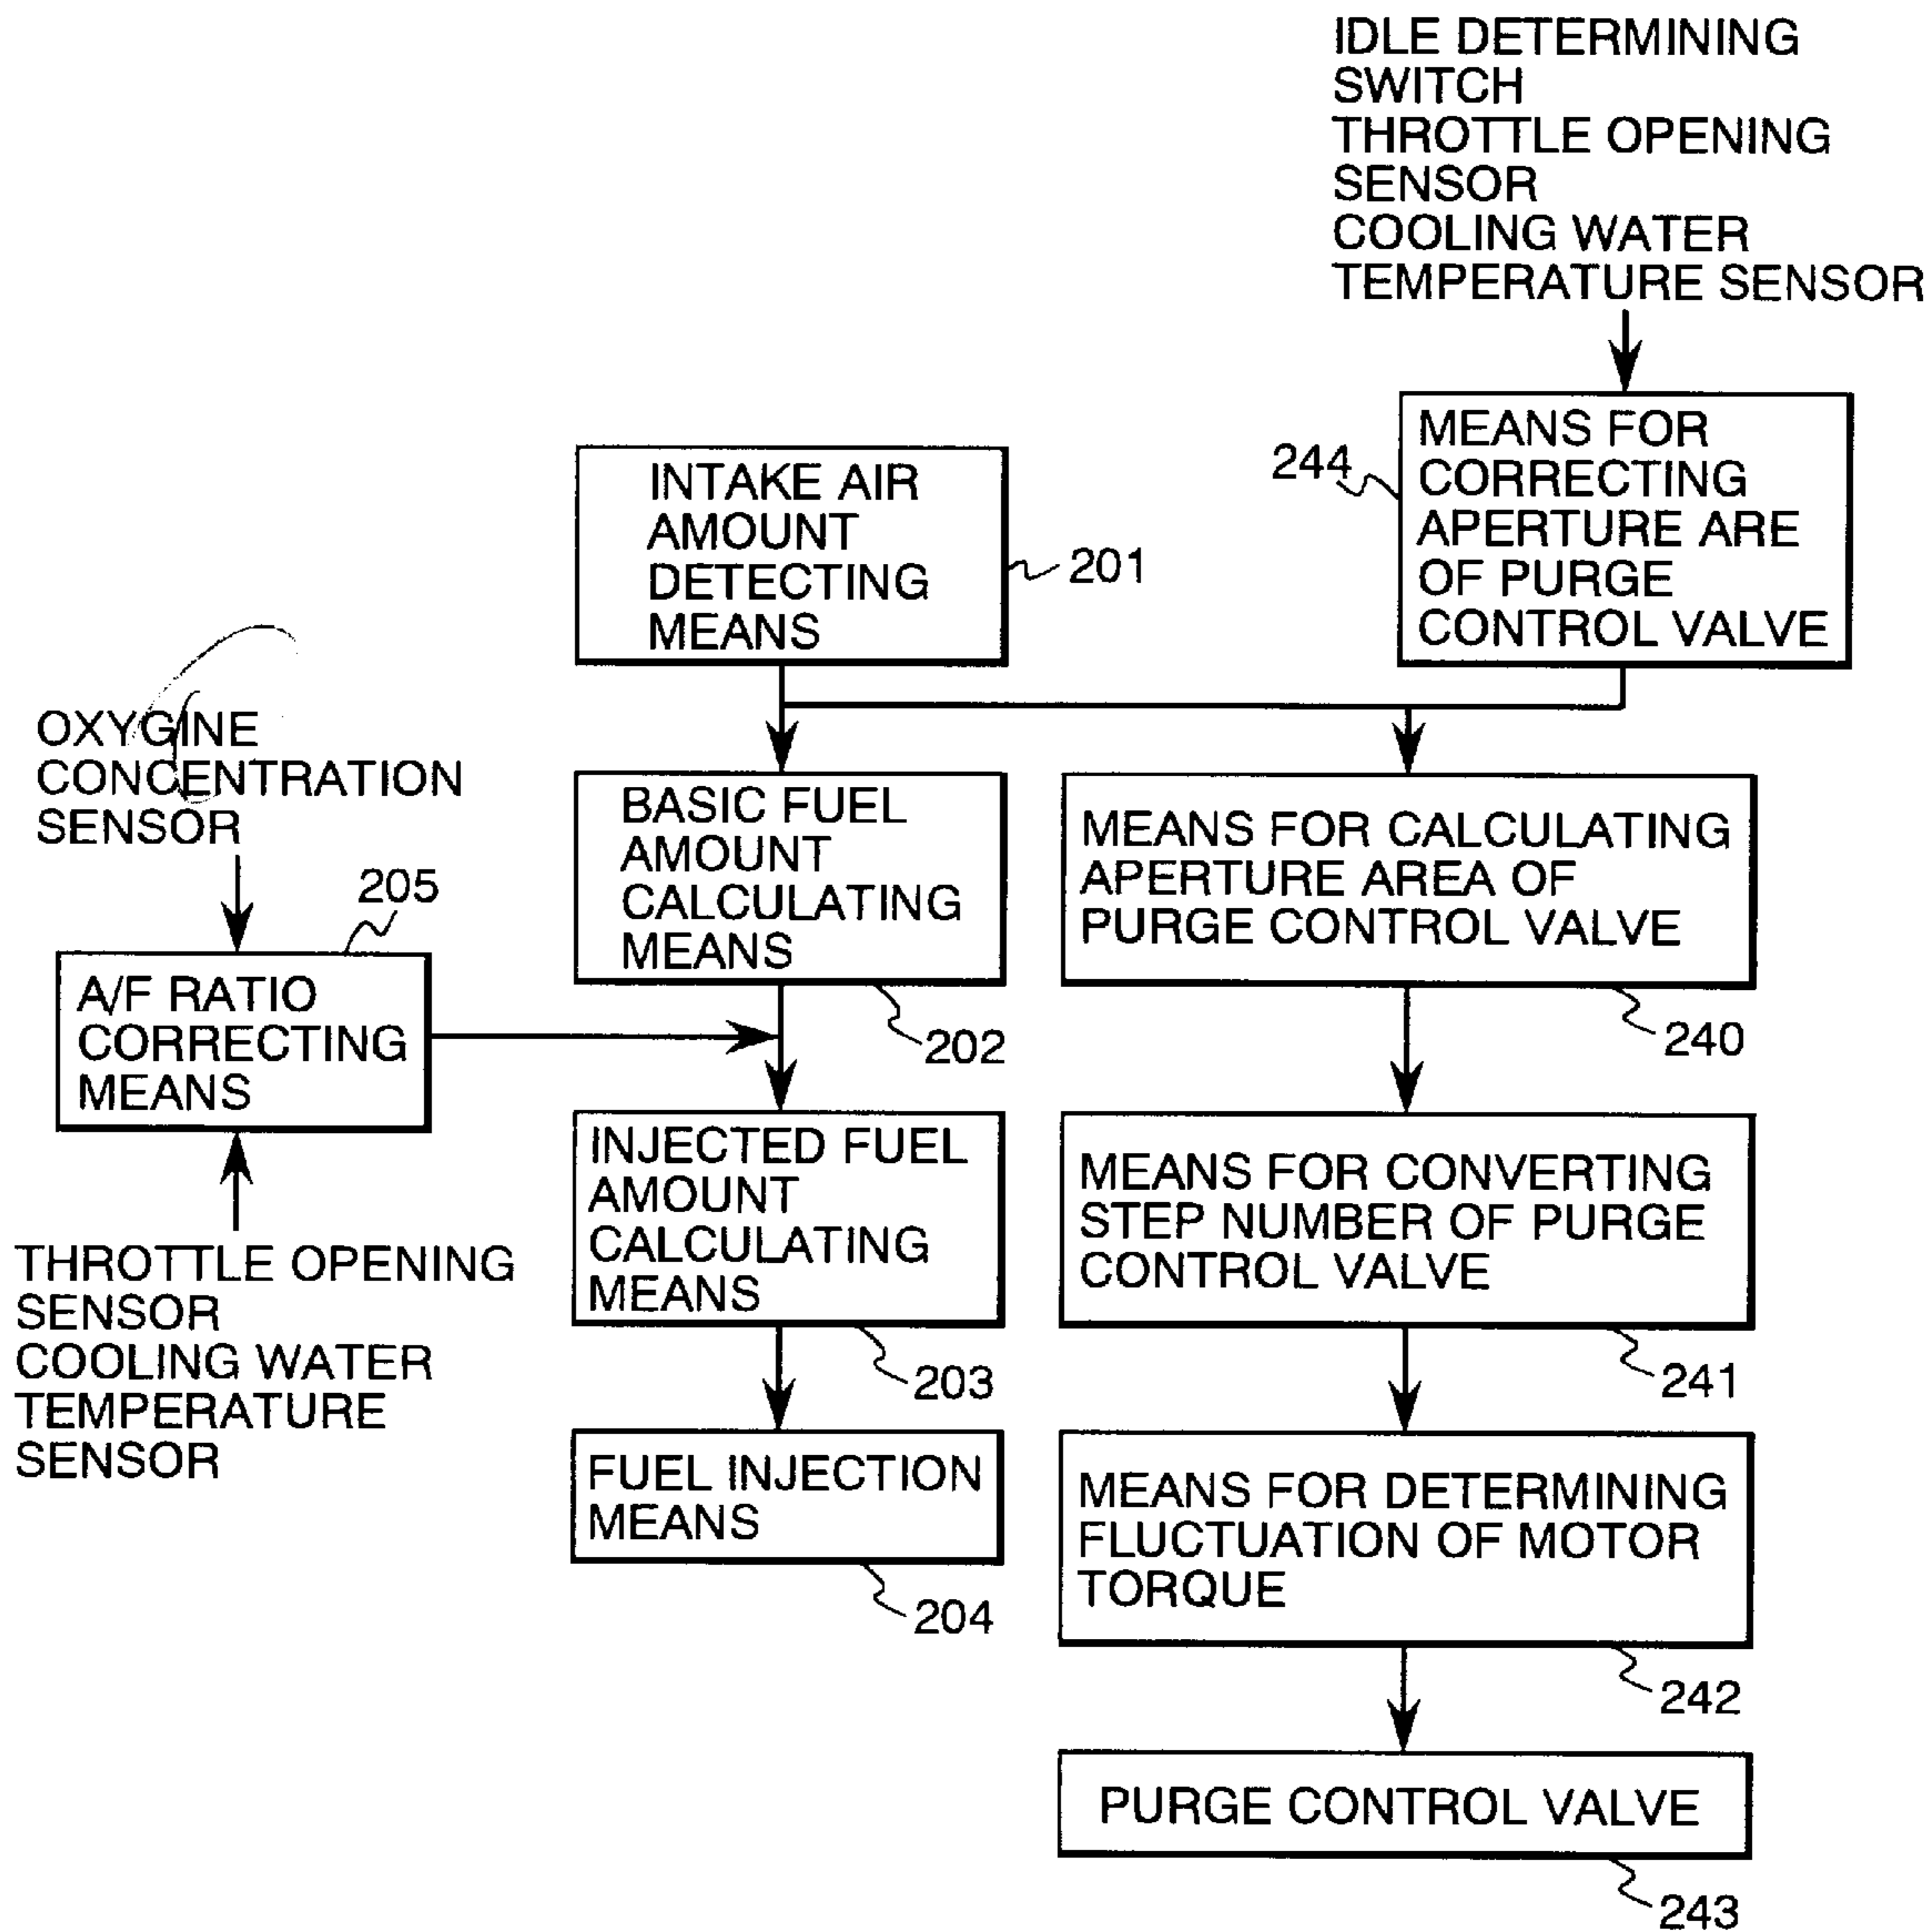 IDLE DETERMINING
SWITCH
THROTTLE OPENING
SENSOR
COOLING WATER
TEMPERATURE SENSOR
MEANS FOR
CORRECTING
APERTURE ARE
OF PURGE
CONTROL VALVE
244
INTAKE AIR
AMOUNT
DETECTING
MEANS
201
OXYGINE
CONCENTRATION
SENSOR
205
A/F RATIO
CORRECTING
MEANS
THROTTLE OPENING
SENSOR
COOLING WATER
TEMPERATURE
SENSOR
BASIC FUEL
AMOUNT
CALCULATING
MEANS
202
INJECTED FUEL
AMOUNT
CALCULATING
MEANS
203
FUEL INJECTION
MEANS
204
MEANS FOR CALCULATING
APERTURE AREA OF
PURGE CONTROL VALVE
240
MEANS FOR CONVERTING
STEP NUMBER OF PURGE
CONTROL VALVE
241
MEANS FOR DETERMINING
FLUCTUATION OF MOTOR
TORQUE
242
PURGE CONTROL VALVE
243